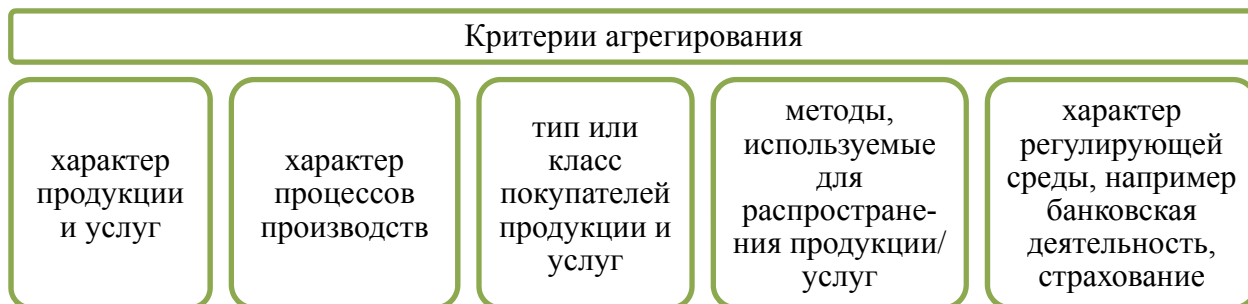 Критерии агрегирования
характер
продукции
и услуг
характер
процессов
производств
тип или
класс
покупателей
продукции и
услуг
методы,
используемые
для
распростране-
ния продукции/
услуг
характер
регулирующей
среды, например
банковская
деятельность,
страхование